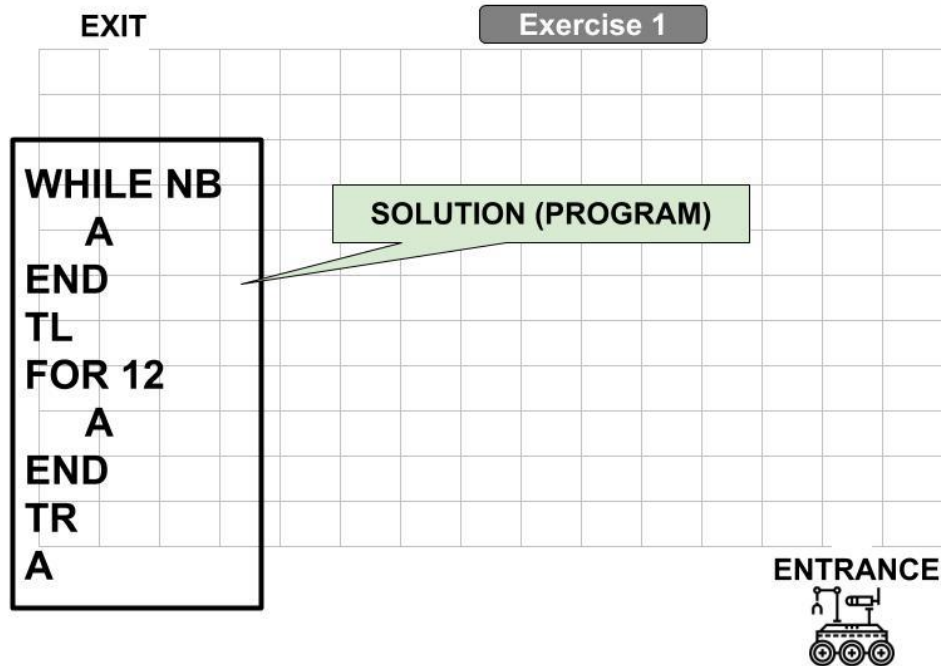 EXIT
Exercise 1
WHILE NB
A
END
TL
FOR 12
A
END
TR
A
SOLUTION (PROGRAM)
ENTRANCE